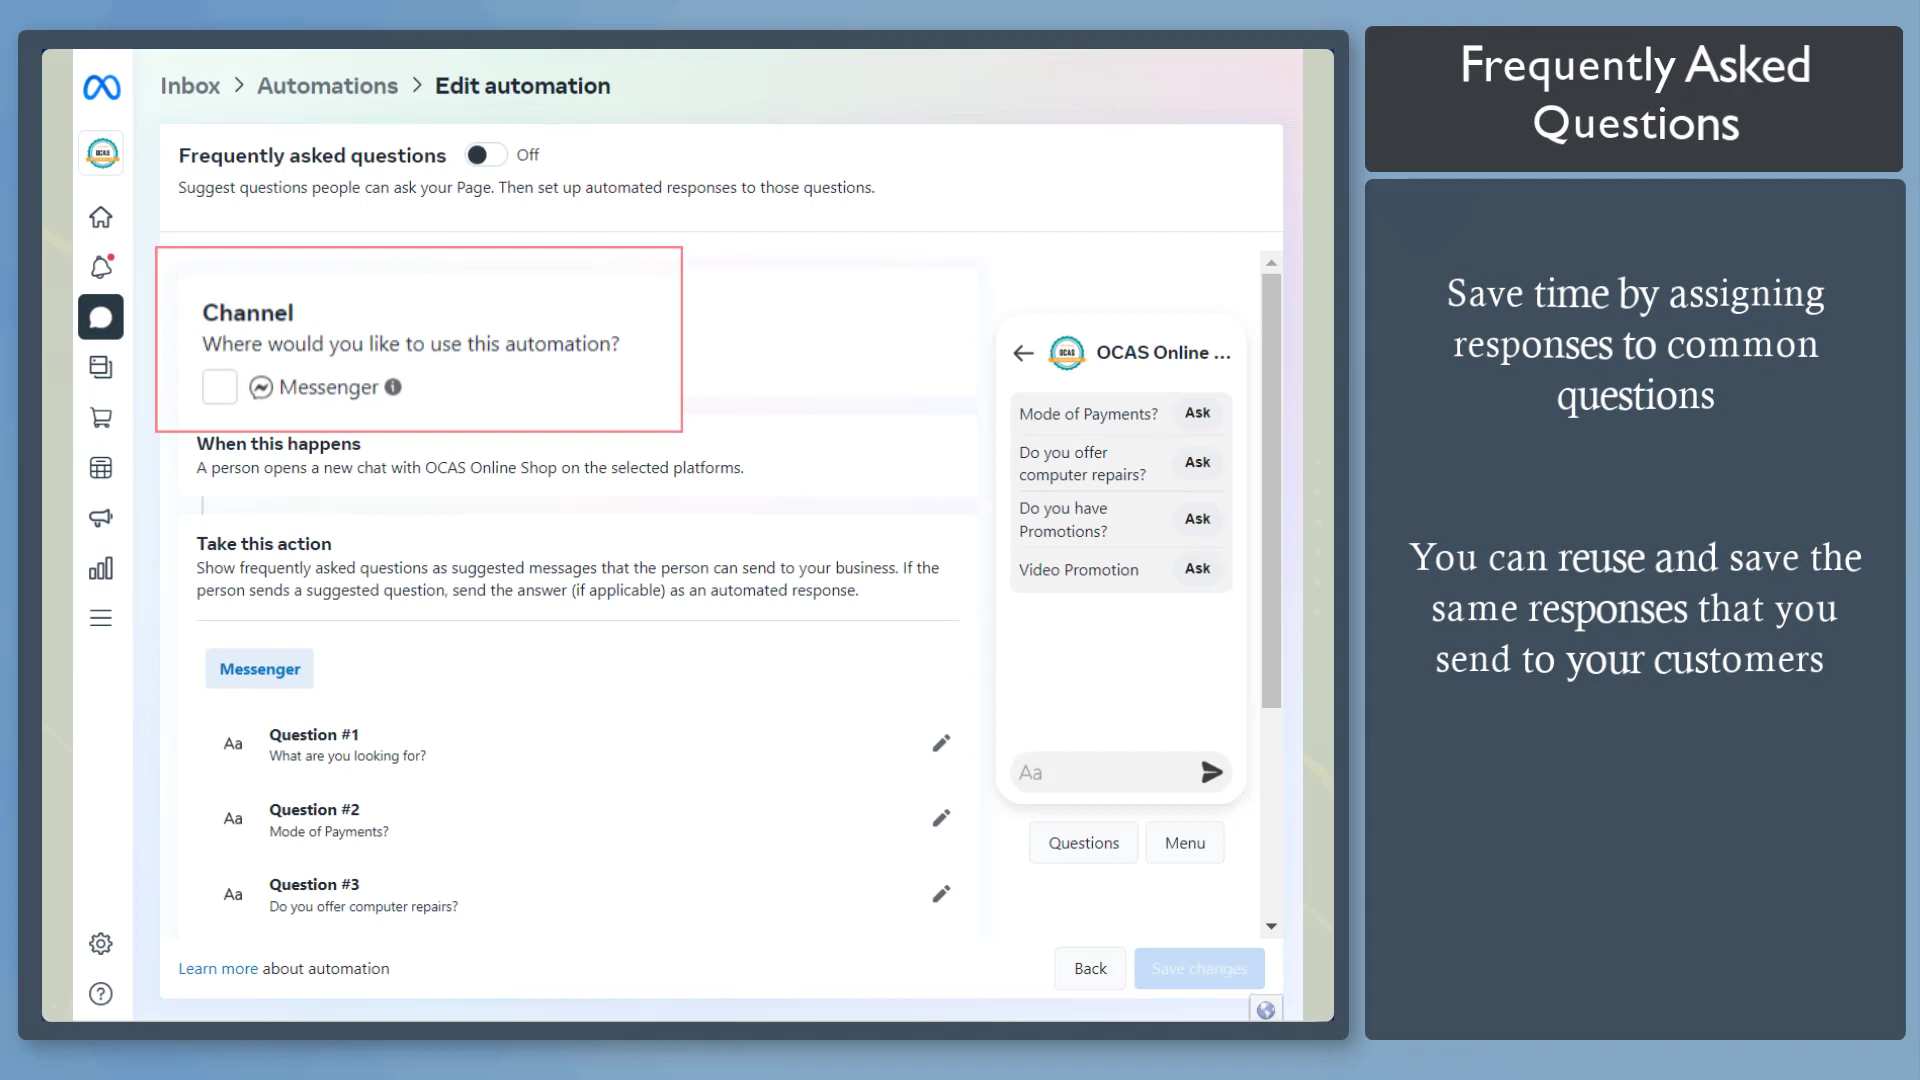 Inbox > Automations > Edit automation
Frequently asked questions Off
Suggest questions people can ask your Page. Then set up automated responses to those questions.
Channel
Where would you like to use this automation?
Messenger
When this happens
A person opens a new chat with OCAS Online Shop on the selected platforms.
Take this action
Show frequently asked questions as suggested messages that the person can send to your business. If the
person sends a suggested question, send the answer (if applicable) as an automated response.
Messenger
Aa
Question #1
What are you looking for?
Aa
Question #2
Mode of Payments?
Aa
Question #3
Do you offer computer repairs?
Learn more about automation
Back
Save changes
OCAS
OCAS
OCAS Online ...
Mode of Payments? Ask
Do you offer
computer repairs? Ask
Do you have
Promotions? Ask
Video Promotion Ask
Aa
Questions
Menu
Frequently Asked
Questions
Save time by assigning
responses to common
questions
You can reuse and save the
same responses that you
send to your customers